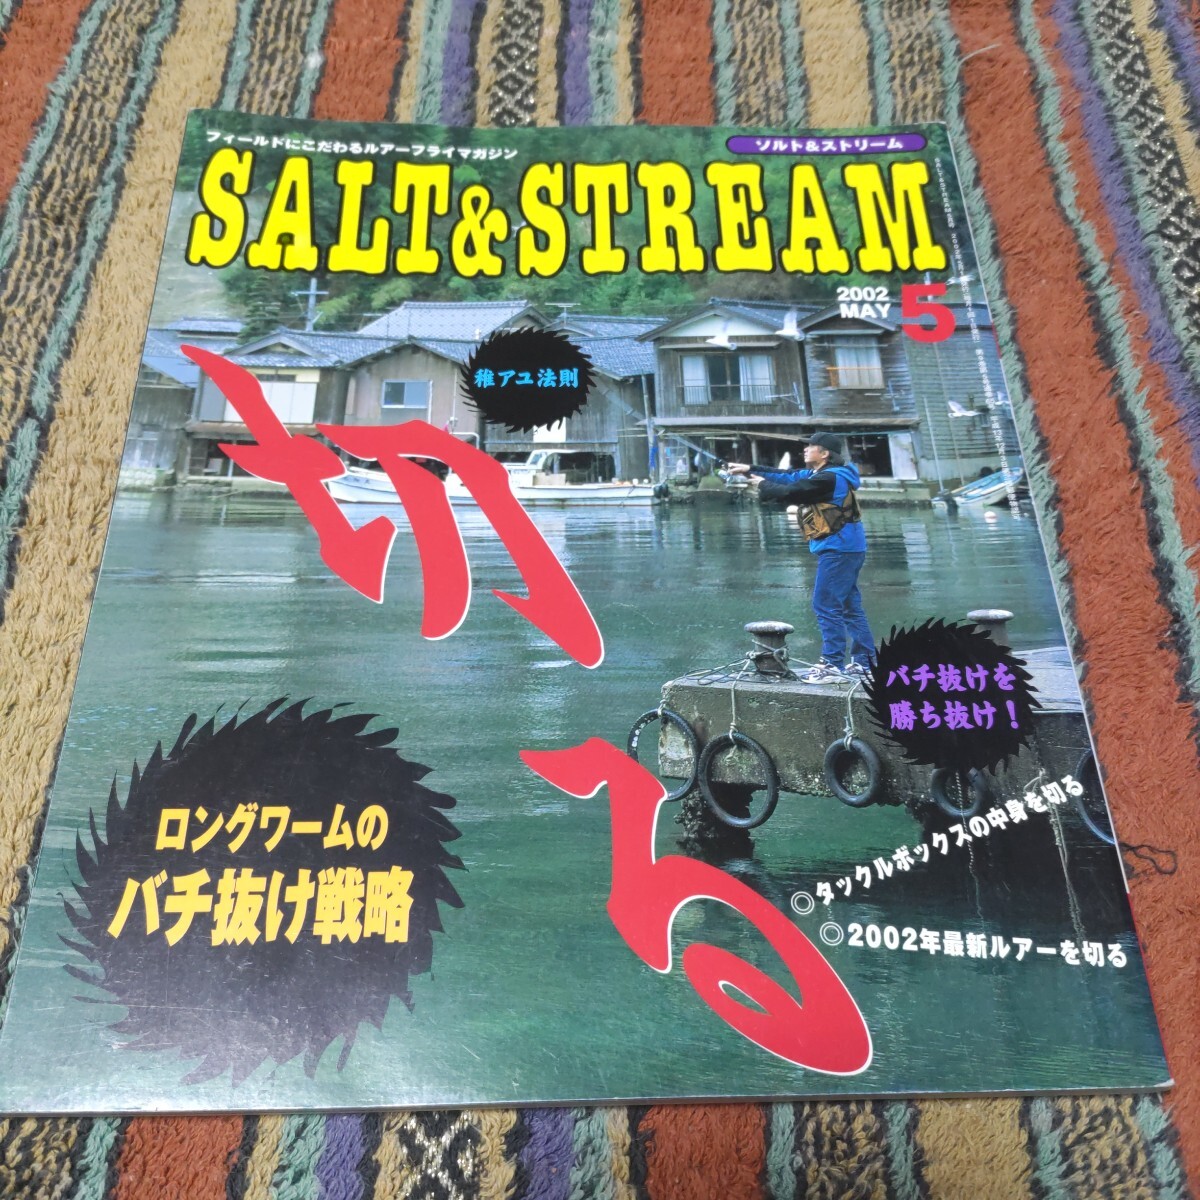 フィールドにこだわるルアーフライマガジン
ソルト&ストリーム
SALT&STREAM
2002
MAY
5
稚アユ法則
切る
バチ抜けを
勝ち抜け!
ロングワームの
バチ抜け戦略
◎タックルボックスの中身を切る
◎2002年最新ルアーを切る